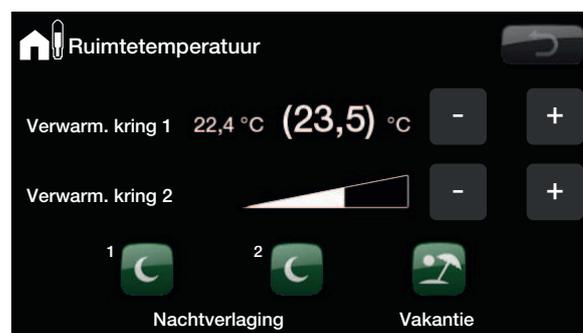 Ruimtetemperatuur
Verwarm. kring 1 22,4 °C (23,5) °C - +
Verwarm. kring 2 - +
1 2
Nachtverlaging Vakantie